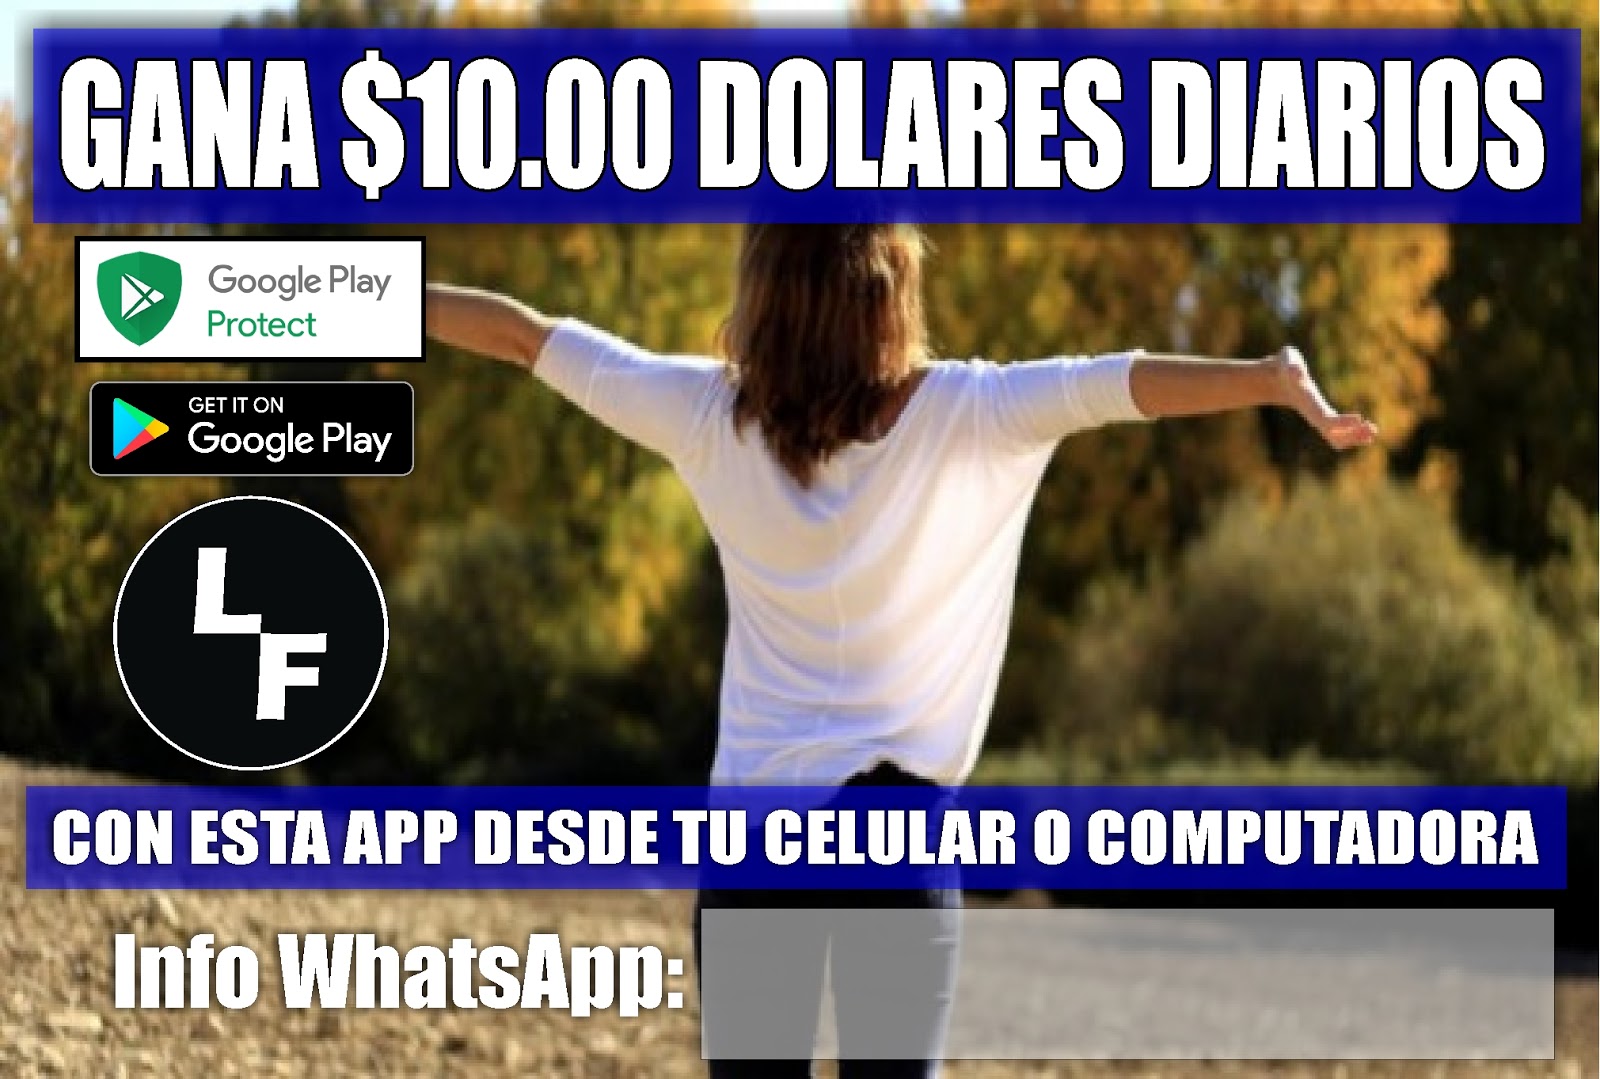 GANA $10.00 DOLARES DIARIOS
Google Play
Protect
GET IT ON
Google Play
L
F
CON ESTA APP DESDE TU CELULAR O COMPUTADORA
Info WhatsApp: